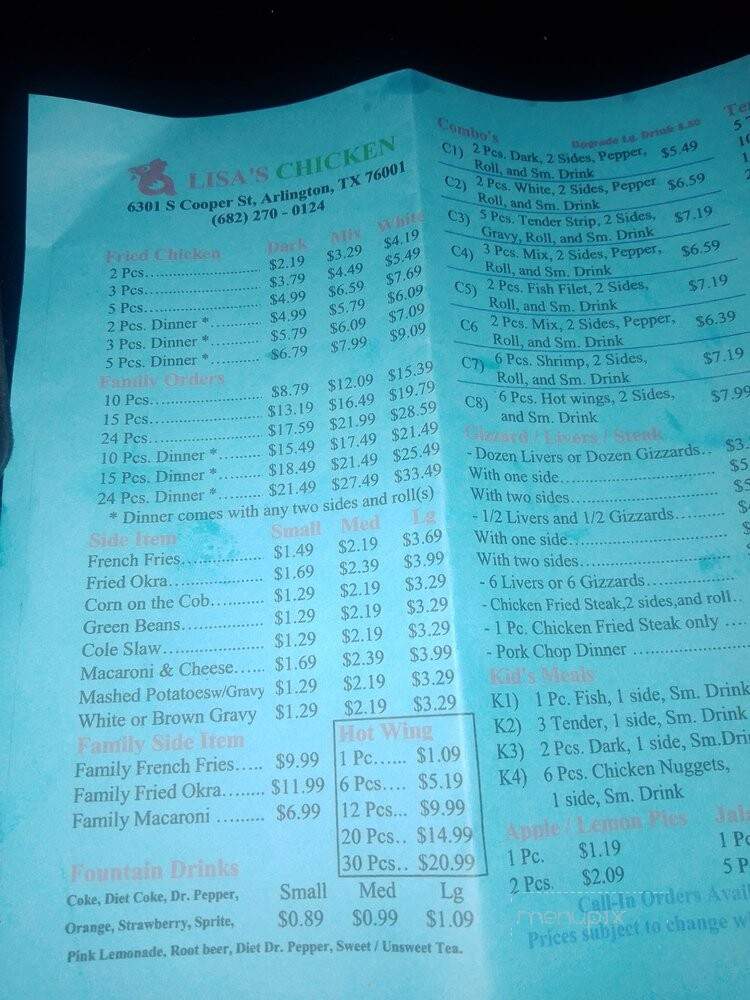 LISA'S CHICKEN
6301 S Cooper St, Arlington, TX 76001
(682) 270 - 0124
Fried Chicken Dark Mix White
2 Pcs. $2.19 $3.29 $4.19
3 Pcs. $3.79 $4.49 $5.49
5 Pcs. $4.99 $6.59 $7.69
2 Pcs. Dinner * $4.99 $5.79 $6.09
3 Pcs. Dinner * $5.79 $6.09 $7.09
5 Pcs. Dinner * $6.79 $7.99 $9.09
Family Orders
10 Pcs. $8.79 $12.09 $15.39
15 Pcs. $13.19 $16.49 $19.79
24 Pcs. $17.59 $21.99 $28.59
10 Pcs. Dinner * $15.49 $17.49 $21.49
15 Pcs. Dinner * $18.49 $21.49 $25.49
24 Pcs. Dinner * $21.49 $27.49 $33.49
* Dinner comes with any two sides and roll(s)
Side Item Small Med Lg
French Fries $1.49 $2.19 $3.69
Fried Okra $1.69 $2.39 $3.99
Corn on the Cob $1.29 $2.19 $3.29
Green Beans $1.29 $2.19 $3.29
Cole Slaw $1.29 $2.19 $3.29
Macaroni & Cheese $1.69 $2.39 $3.99
Mashed Potatoesw/Gravy $1.29 $2.19 $3.29
White or Brown Gravy $1.29 $2.19 $3.29
Family Side Item
Family French Fries $9.99
Family Fried Okra $11.99
Family Macaroni $6.99
Hot Wing
1 Pc. $1.09
6 Pcs. $5.19
12 Pcs. $9.99
20 Pcs. $14.99
30 Pcs. $20.99
Fountain Drinks
Coke, Diet Coke, Dr. Pepper, Small Med Lg
Orange, Strawberry, Sprite, $0.89 $0.99 $1.09
Pink Lemonade, Root beer, Diet Dr. Pepper, Sweet / Unsweet Tea.
Combo's Upgrade Lg. Drink $.50
C1) 2 Pcs. Dark, 2 Sides, Pepper, $5.49
Roll, and Sm. Drink
C2) 2 Pcs. White, 2 Sides, Pepper $6.59
Roll, and Sm. Drink
C3) 5 Pcs. Tender Strip, 2 Sides, $7.19
Gravy, Roll, and Sm. Drink
C4) 3 Pcs. Mix, 2 Sides, Pepper, $6.59
Roll, and Sm. Drink
C5) 2 Pcs. Fish Filet, 2 Sides, $7.19
Roll, and Sm. Drink
C6 2 Pcs. Mix, 2 Sides, Pepper, $6.39
Roll, and Sm. Drink
C7) 6 Pcs. Shrimp, 2 Sides, $7.19
Roll, and Sm. Drink
C8) 6 Pcs. Hot wings, 2 Sides, $7.99
and Sm. Drink
Gizzard / Livers / Steak
- Dozen Livers or Dozen Gizzards.. $3.
With one side $5
With two sides $5
- 1/2 Livers and 1/2 Gizzards
With one side
With two sides
- 6 Livers or 6 Gizzards
- Chicken Fried Steak,2 sides,and roll..
- 1 Pc. Chicken Fried Steak only
- Pork Chop Dinner
Kid's Meals
K1) 1 Pc. Fish, 1 side, Sm. Drink
K2) 3 Tender, 1 side, Sm. Drink
K3) 2 Pcs. Dark, 1 side, Sm.Dri
K4) 6 Pcs. Chicken Nuggets,
1 side, Sm. Drink
Apple / Lemon Pies
1 Pc. $1.19
2 Pcs. $2.09
1 Pc
5 P
Call-In Orders Avai
Prices subject to change w
menupix